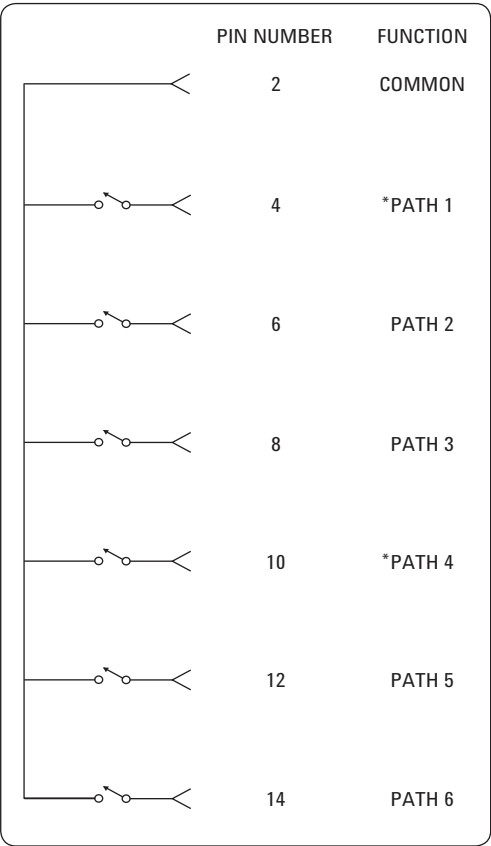 PIN NUMBER FUNCTION
2 COMMON
4 *PATH 1
6 PATH 2
8 PATH 3
10 *PATH 4
12 PATH 5
14 PATH 6